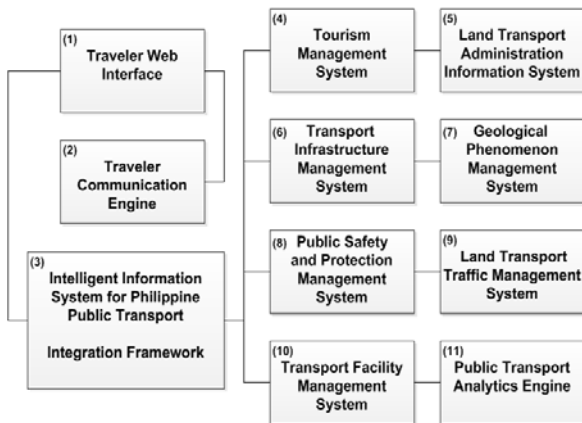 (1)
Traveler Web
Interface
(2)
Traveler
Communication
Engine
(3)
Intelligent Information
System for Philippine
Public Transport
Integration Framework
(4)
Tourism
Management
System
(5)
Land Transport
Administration
Information System
(6)
Transport
Infrastructure
Management
System
(7)
Geological
Phenomenon
Management
System
(8)
Public Safety
and Protection
Management
System
(9)
Land Transport
Traffic Management
System
(10)
Transport Facility
Management
System
(11)
Public Transport
Analytics Engine